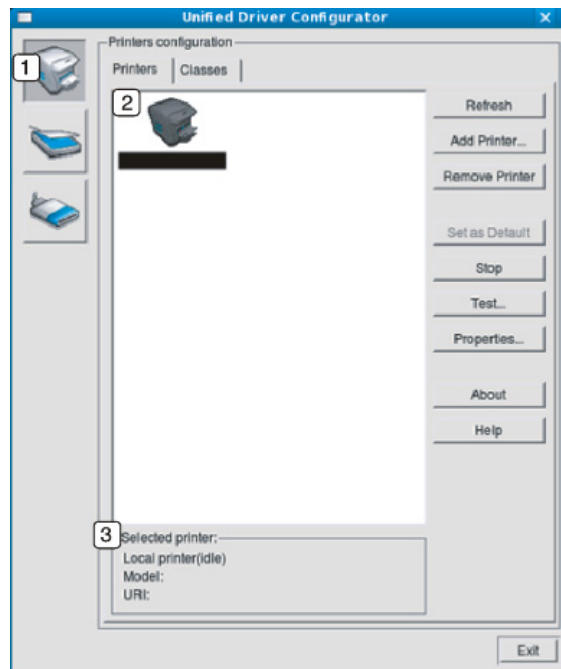 Unified Driver Configurator
1
Printers configuration
Printers
Classes
2
Refresh
Add Printer...
Remove Printer
Set as Default
Stop
Test...
Properties...
About
Help
3
Selected printer:
Local printer(idle)
Model:
URI:
Exit